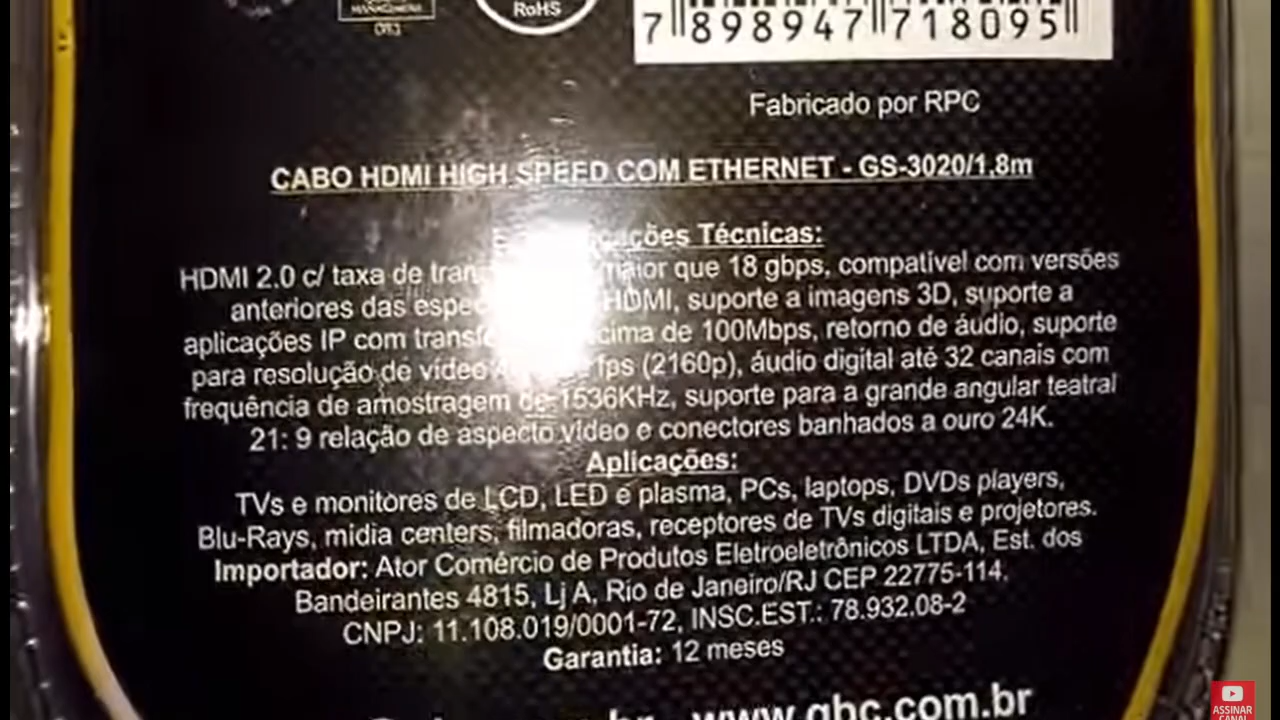 RoHS
7 898947 718095
Fabricado por RPC
CABO HDMI HIGH SPEED COM ETHERNET - GS-3020/1,8m
Técnicas:
HDMI 2.0 c/ taxa de maior que 18 gbps, compativel com versões
anteriores das HDMI, suporte a imagens 3D, suporte a
aplicações IP com de 100Mbps, retorno de áudio, suporte
para resolução de vídeo fps (2160p), áudio digital até 32 canais com
frequência de amostragem de 1536KHz, suporte para a grande angular teatral
21: 9 relação de aspecto vídeo e conectores banhados a ouro 24K.
Aplicações:
TVs e monitores de LCD, LED e plasma, PCs, laptops, DVDs players,
Blu-Rays, mídia centers, filmadoras, receptores de TVs digitais e projetores.
Importador: Ator Comércio de Produtos Eletroeletrônicos LTDA, Est. dos
Bandeirantes 4815, Lj A, Rio de Janeiro/RJ CEP 22775-114.
CNPJ: 11.108.019/0001-72, INSC.EST.: 78.932.08-2
Garantia: 12 meses
www.gbc.com.br
ASSINAR
CANAL